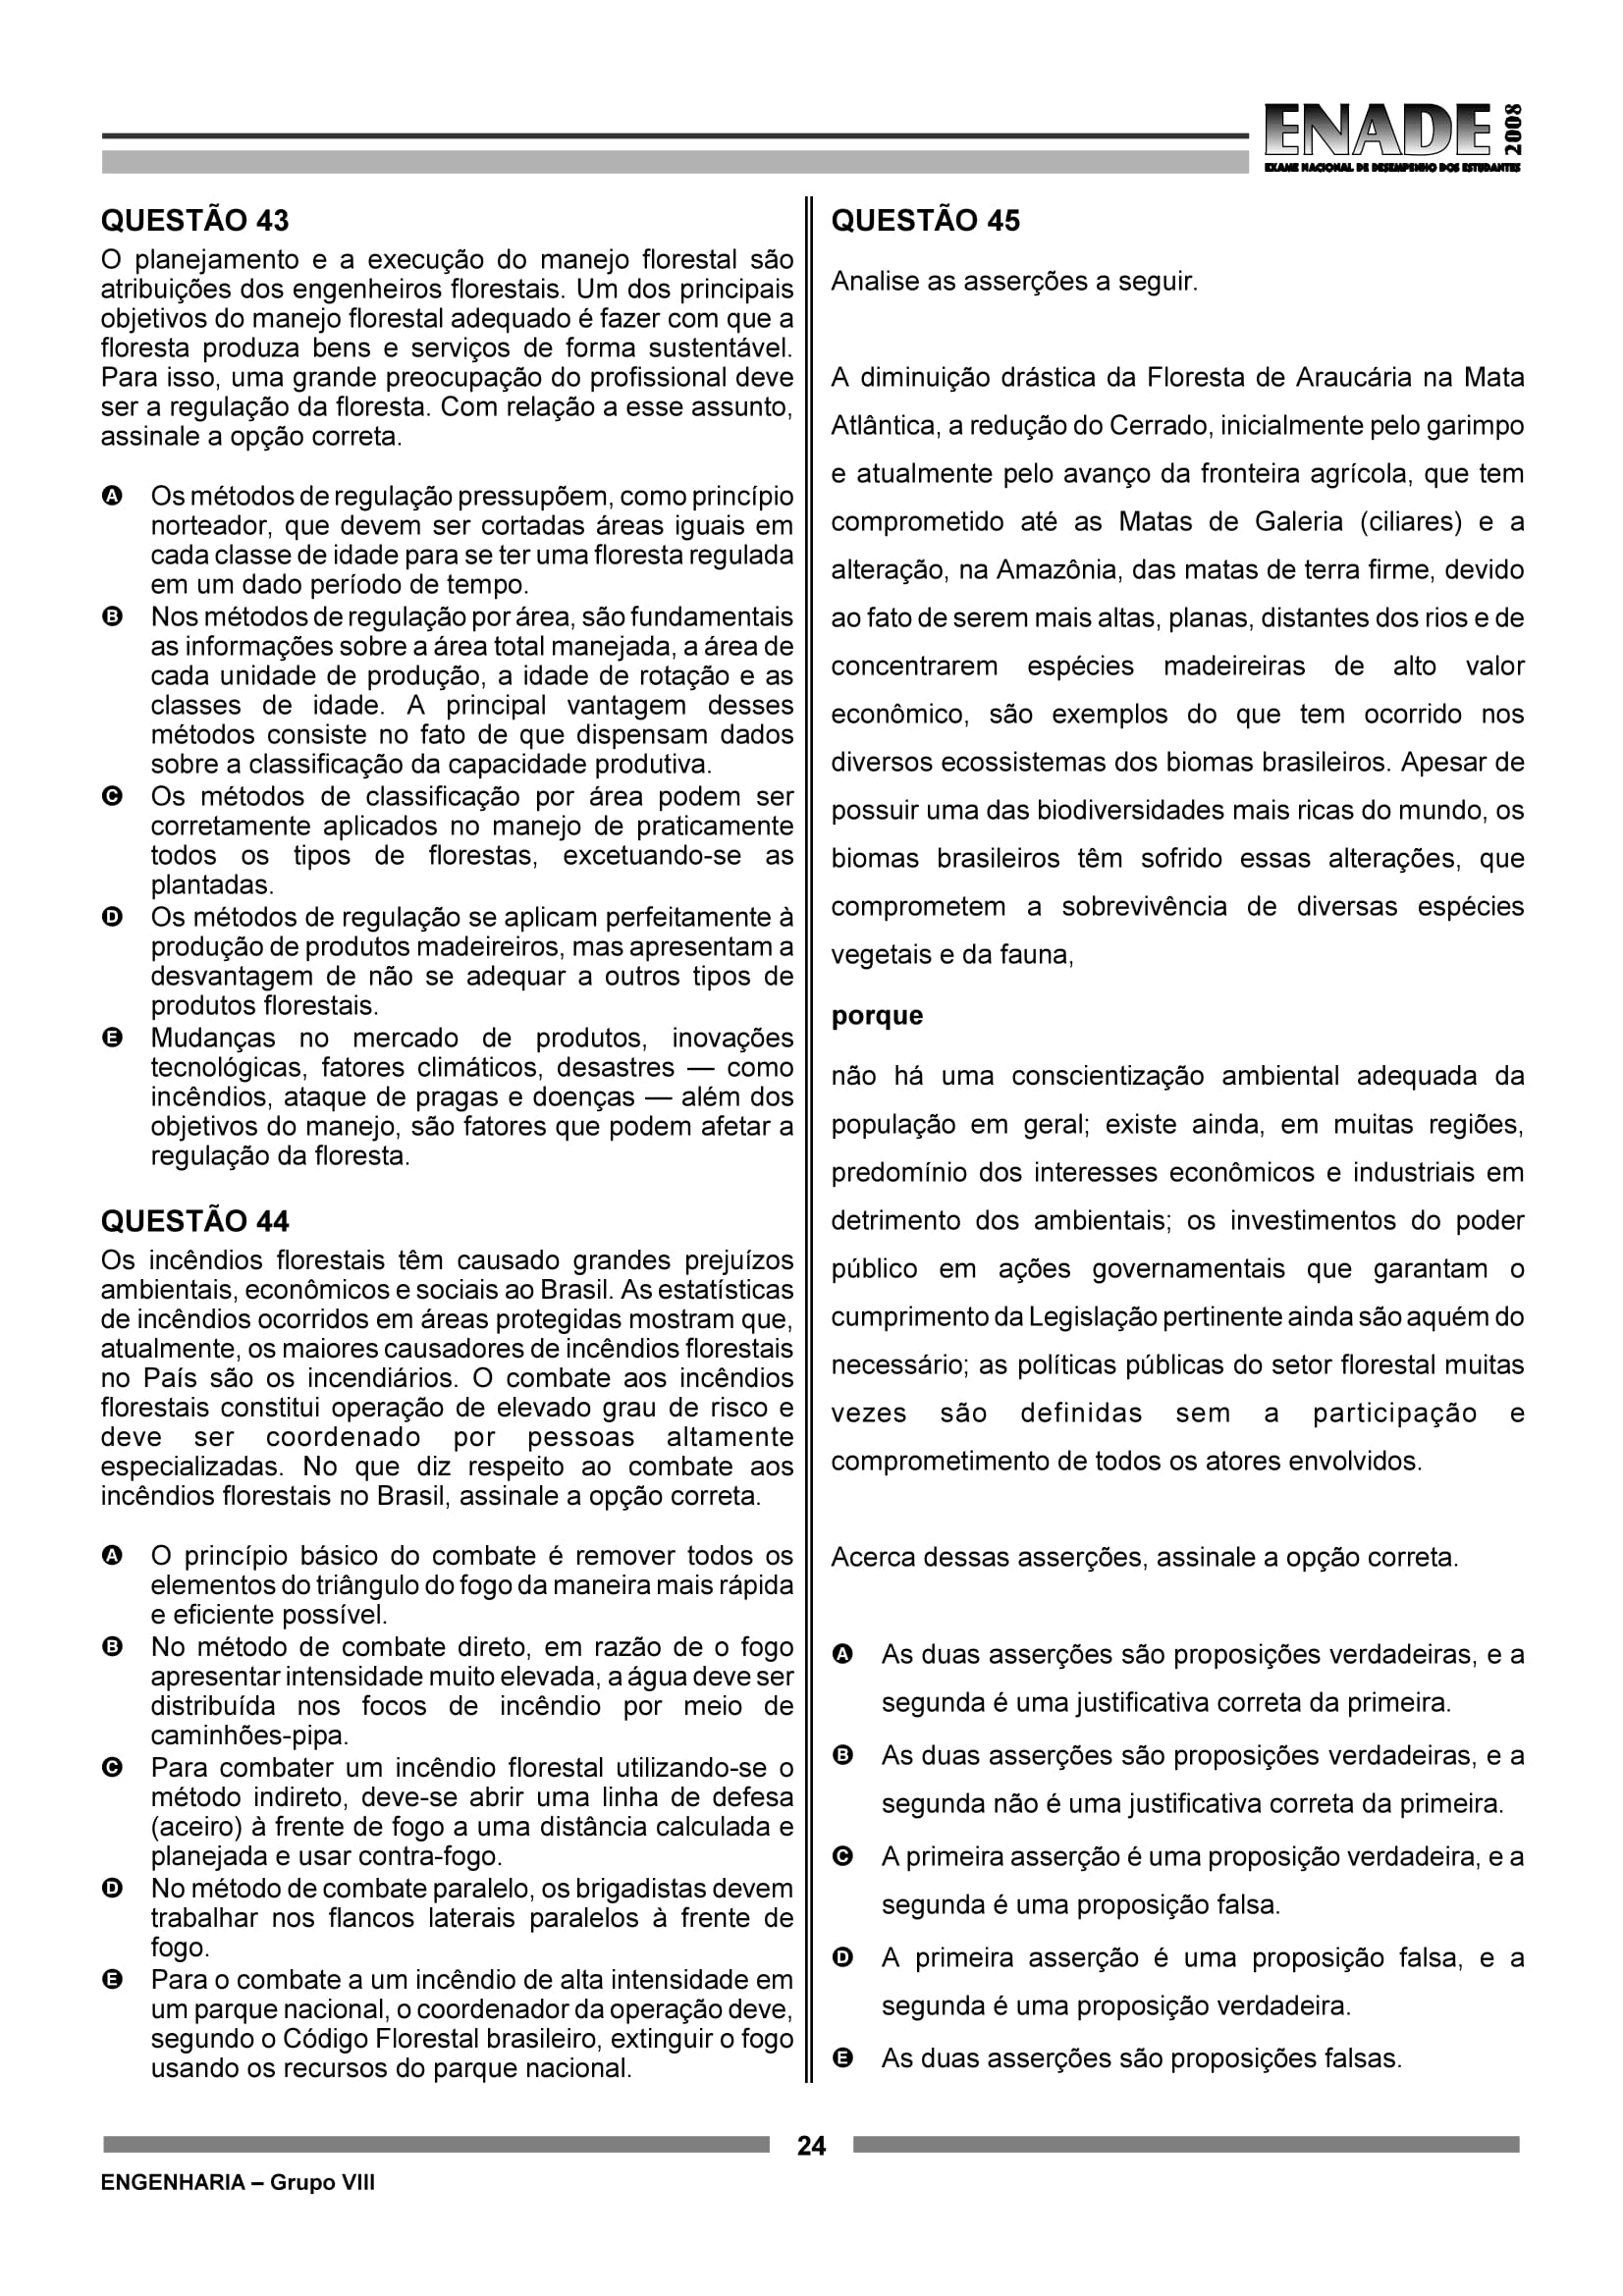 ENADE 2008
EXAME NACIONAL DE DESEMPENHO DOS ESTUDANTES
QUESTÃO 43
O planejamento e a execução do manejo florestal são
atribuições dos engenheiros florestais. Um dos principais
objetivos do manejo florestal adequado é fazer com que a
floresta produza bens e serviços de forma sustentável.
Para isso, uma grande preocupação do profissional deve
ser a regulação da floresta. Com relação a esse assunto,
assinale a opção correta.
A Os métodos de regulação pressupõem, como princípio
norteador, que devem ser cortadas áreas iguais em
cada classe de idade para se ter uma floresta regulada
em um dado período de tempo.
B Nos métodos de regulação por área, são fundamentais
as informações sobre a área total manejada, a área de
cada unidade de produção, a idade de rotação e as
classes de idade. A principal vantagem desses
métodos consiste no fato de que dispensam dados
sobre a classificação da capacidade produtiva.
C Os métodos de classificação por área podem ser
corretamente aplicados no manejo de praticamente
todos os tipos de florestas, excetuando-se as
plantadas.
D Os métodos de regulação se aplicam perfeitamente à
produção de produtos madeireiros, mas apresentam a
desvantagem de não se adequar a outros tipos de
produtos florestais.
E Mudanças no mercado de produtos, inovações
tecnológicas, fatores climáticos, desastres — como
incêndios, ataque de pragas e doenças — além dos
objetivos do manejo, são fatores que podem afetar a
regulação da floresta.
QUESTÃO 44
Os incêndios florestais têm causado grandes prejuízos
ambientais, econômicos e sociais ao Brasil. As estatísticas
de incêndios ocorridos em áreas protegidas mostram que,
atualmente, os maiores causadores de incêndios florestais
no País são os incendiários. O combate aos incêndios
florestais constitui operação de elevado grau de risco e
deve ser coordenado por pessoas altamente
especializadas. No que diz respeito ao combate aos
incêndios florestais no Brasil, assinale a opção correta.
A O princípio básico do combate é remover todos os
elementos do triângulo do fogo da maneira mais rápida
e eficiente possível.
B No método de combate direto, em razão de o fogo
apresentar intensidade muito elevada, a água deve ser
distribuída nos focos de incêndio por meio de
caminhões-pipa.
C Para combater um incêndio florestal utilizando-se o
método indireto, deve-se abrir uma linha de defesa
(aceiro) à frente de fogo a uma distância calculada e
planejada e usar contra-fogo.
D No método de combate paralelo, os brigadistas devem
trabalhar nos flancos laterais paralelos à frente de
fogo.
E Para o combate a um incêndio de alta intensidade em
um parque nacional, o coordenador da operação deve,
segundo o Código Florestal brasileiro, extinguir o fogo
usando os recursos do parque nacional.
QUESTÃO 45
Analise as asserções a seguir.
A diminuição drástica da Floresta de Araucária na Mata
Atlântica, a redução do Cerrado, inicialmente pelo garimpo
e atualmente pelo avanço da fronteira agrícola, que tem
comprometido até as Matas de Galeria (ciliares) e a
alteração, na Amazônia, das matas de terra firme, devido
ao fato de serem mais altas, planas, distantes dos rios e de
concentrarem espécies madeireiras de alto valor
econômico, são exemplos do que tem ocorrido nos
diversos ecossistemas dos biomas brasileiros. Apesar de
possuir uma das biodiversidades mais ricas do mundo, os
biomas brasileiros têm sofrido essas alterações, que
comprometem a sobrevivência de diversas espécies
vegetais e da fauna,
porque
não há uma conscientização ambiental adequada da
população em geral; existe ainda, em muitas regiões,
predomínio dos interesses econômicos e industriais em
detrimento dos ambientais; os investimentos do poder
público em ações governamentais que garantam o
cumprimento da Legislação pertinente ainda são aquém do
necessário; as políticas públicas do setor florestal muitas
vezes são definidas sem a participação e
comprometimento de todos os atores envolvidos.
Acerca dessas asserções, assinale a opção correta.
A As duas asserções são proposições verdadeiras, e a
segunda é uma justificativa correta da primeira.
B As duas asserções são proposições verdadeiras, e a
segunda não é uma justificativa correta da primeira.
C A primeira asserção é uma proposição verdadeira, e a
segunda é uma proposição falsa.
D A primeira asserção é uma proposição falsa, e a
segunda é uma proposição verdadeira.
E As duas asserções são proposições falsas.
24
ENGENHARIA – Grupo VIII